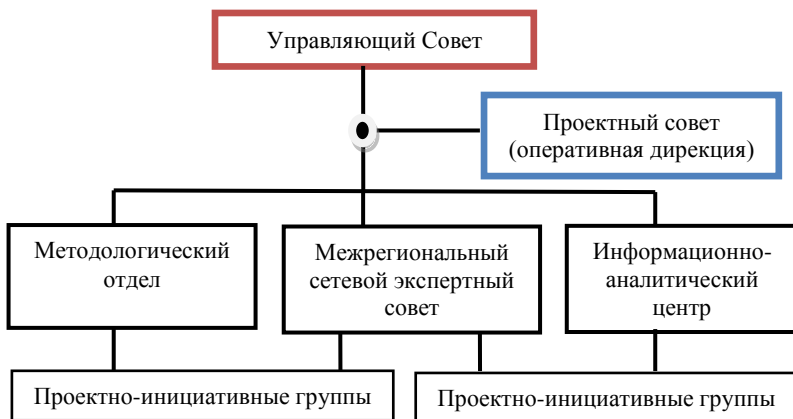 Управляющий Совет
Проектный совет
(оперативная дирекция)
Методологический
отдел
Межрегиональный
сетевой экспертный
совет
Информационно-
аналитический
центр
Проектно-инициативные группы
Проектно-инициативные группы